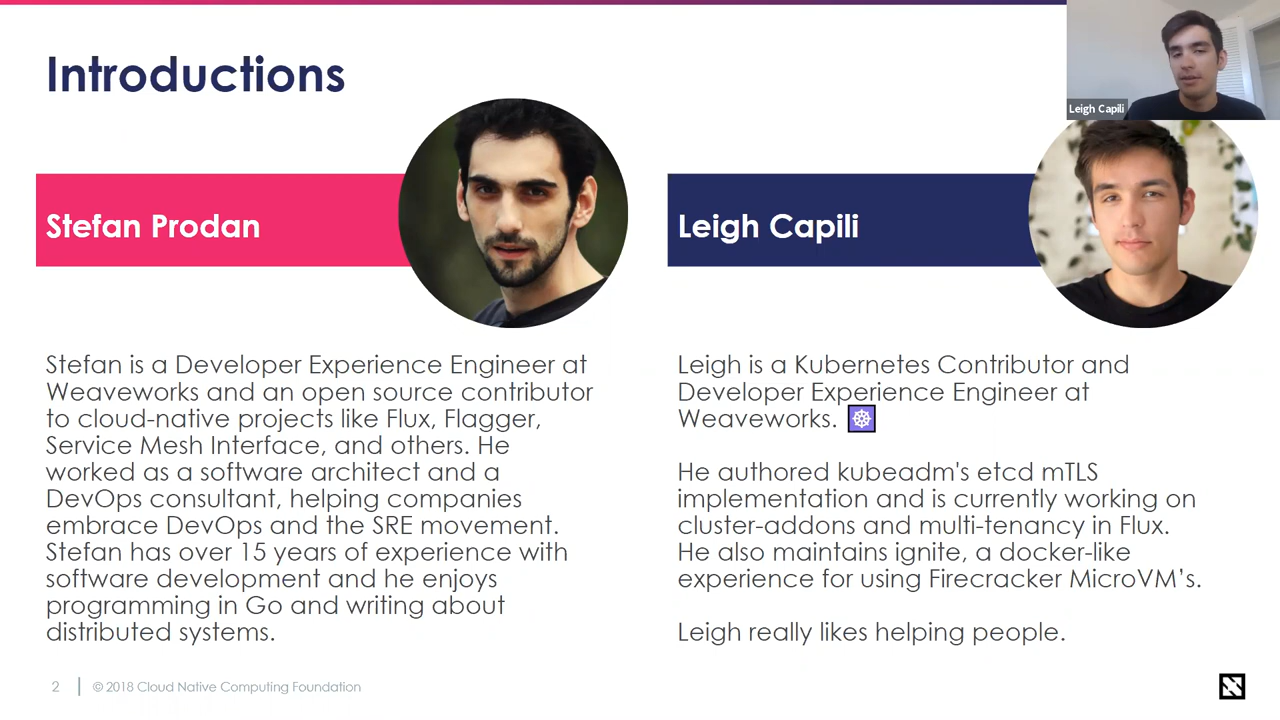 Introductions
Leigh Capili
Stefan Prodan
Stefan is a Developer Experience Engineer at
Weaveworks and an open source contributor
to cloud-native projects like Flux, Flagger,
Service Mesh Interface, and others. He
worked as a software architect and a
DevOps consultant, helping companies
embrace DevOps and the SRE movement.
Stefan has over 15 years of experience with
software development and he enjoys
programming in Go and writing about
distributed systems.
Leigh Capili
Leigh is a Kubernetes Contributor and
Developer Experience Engineer at
Weaveworks.
He authored kubeadm's etcd mTLS
implementation and is currently working on
cluster-addons and multi-tenancy in Flux.
He also maintains ignite, a docker-like
experience for using Firecracker MicroVM’s.
Leigh really likes helping people.
2
© 2018 Cloud Native Computing Foundation